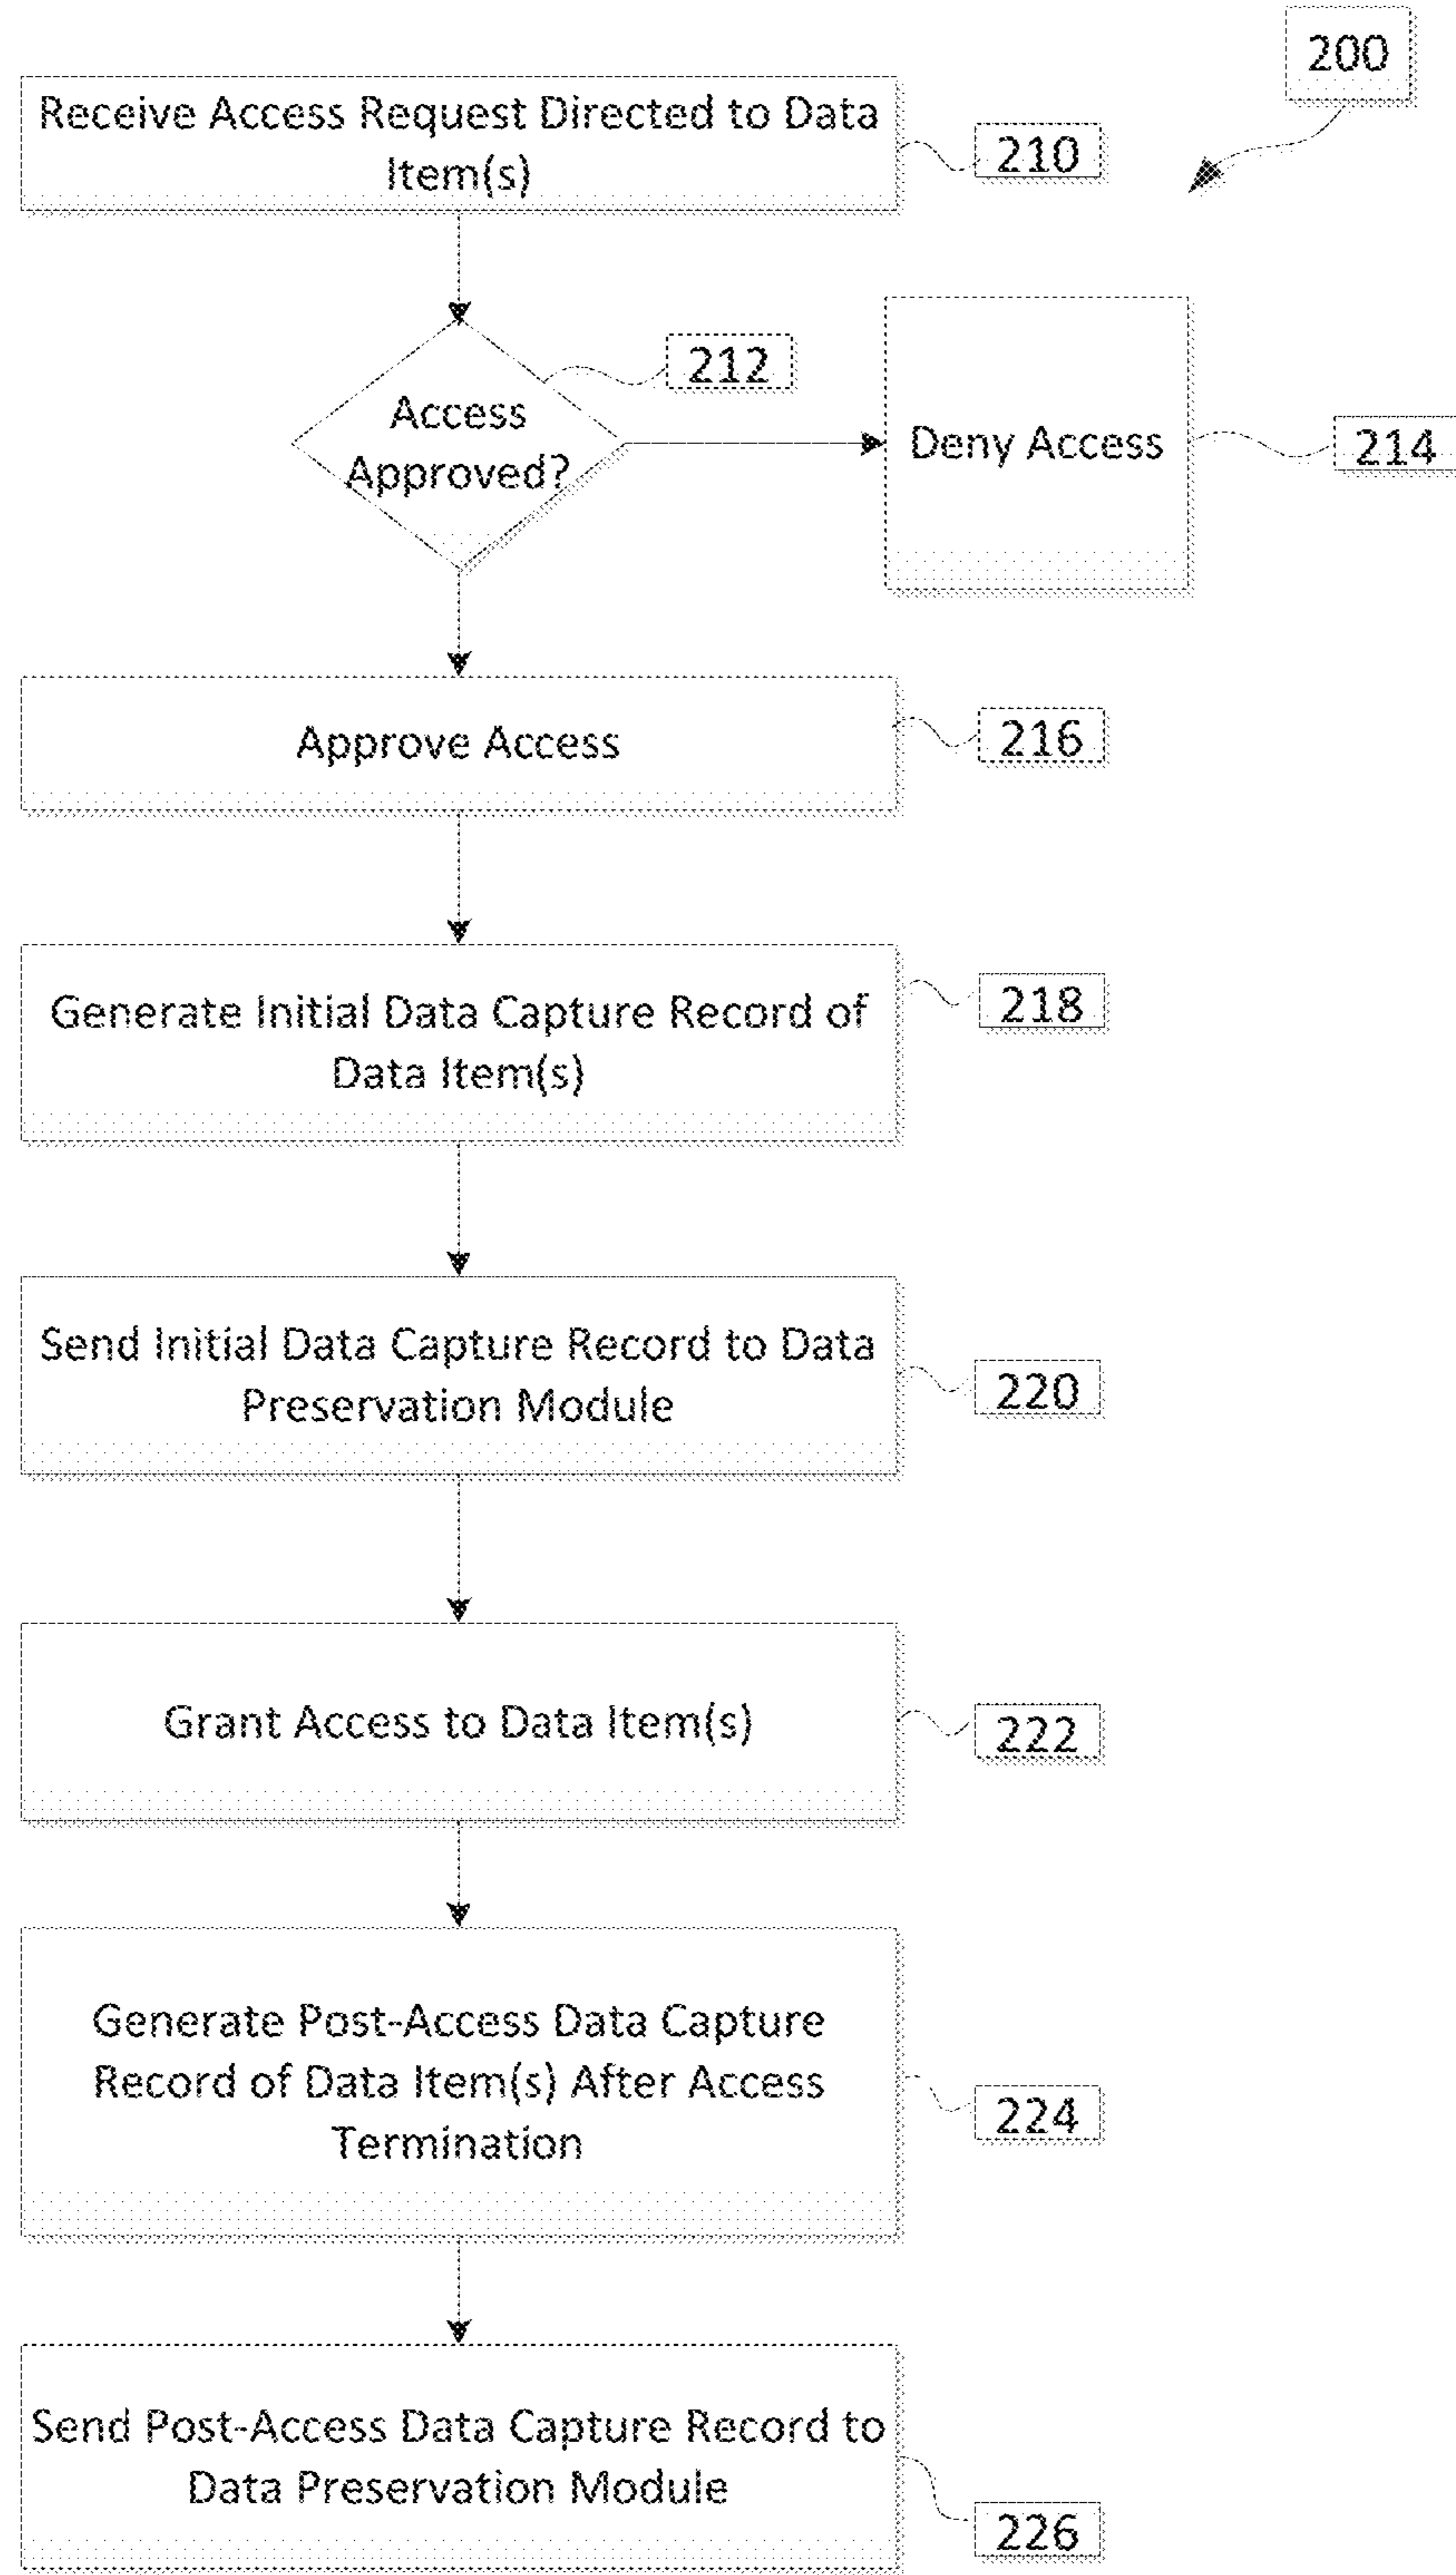 200
Receive Access Request Directed to Data
Item(s)
210
212
Access
Approved?
Deny Access
214
Approve Access
216
Generate Initial Data Capture Record of
Data Item(s)
218
Send Initial Data Capture Record to Data
Preservation Module
220
Grant Access to Data Item(s)
222
Generate Post-Access Data Capture
Record of Data Item(s) After Access
Termination
224
Send Post-Access Data Capture Record to
Data Preservation Module
226